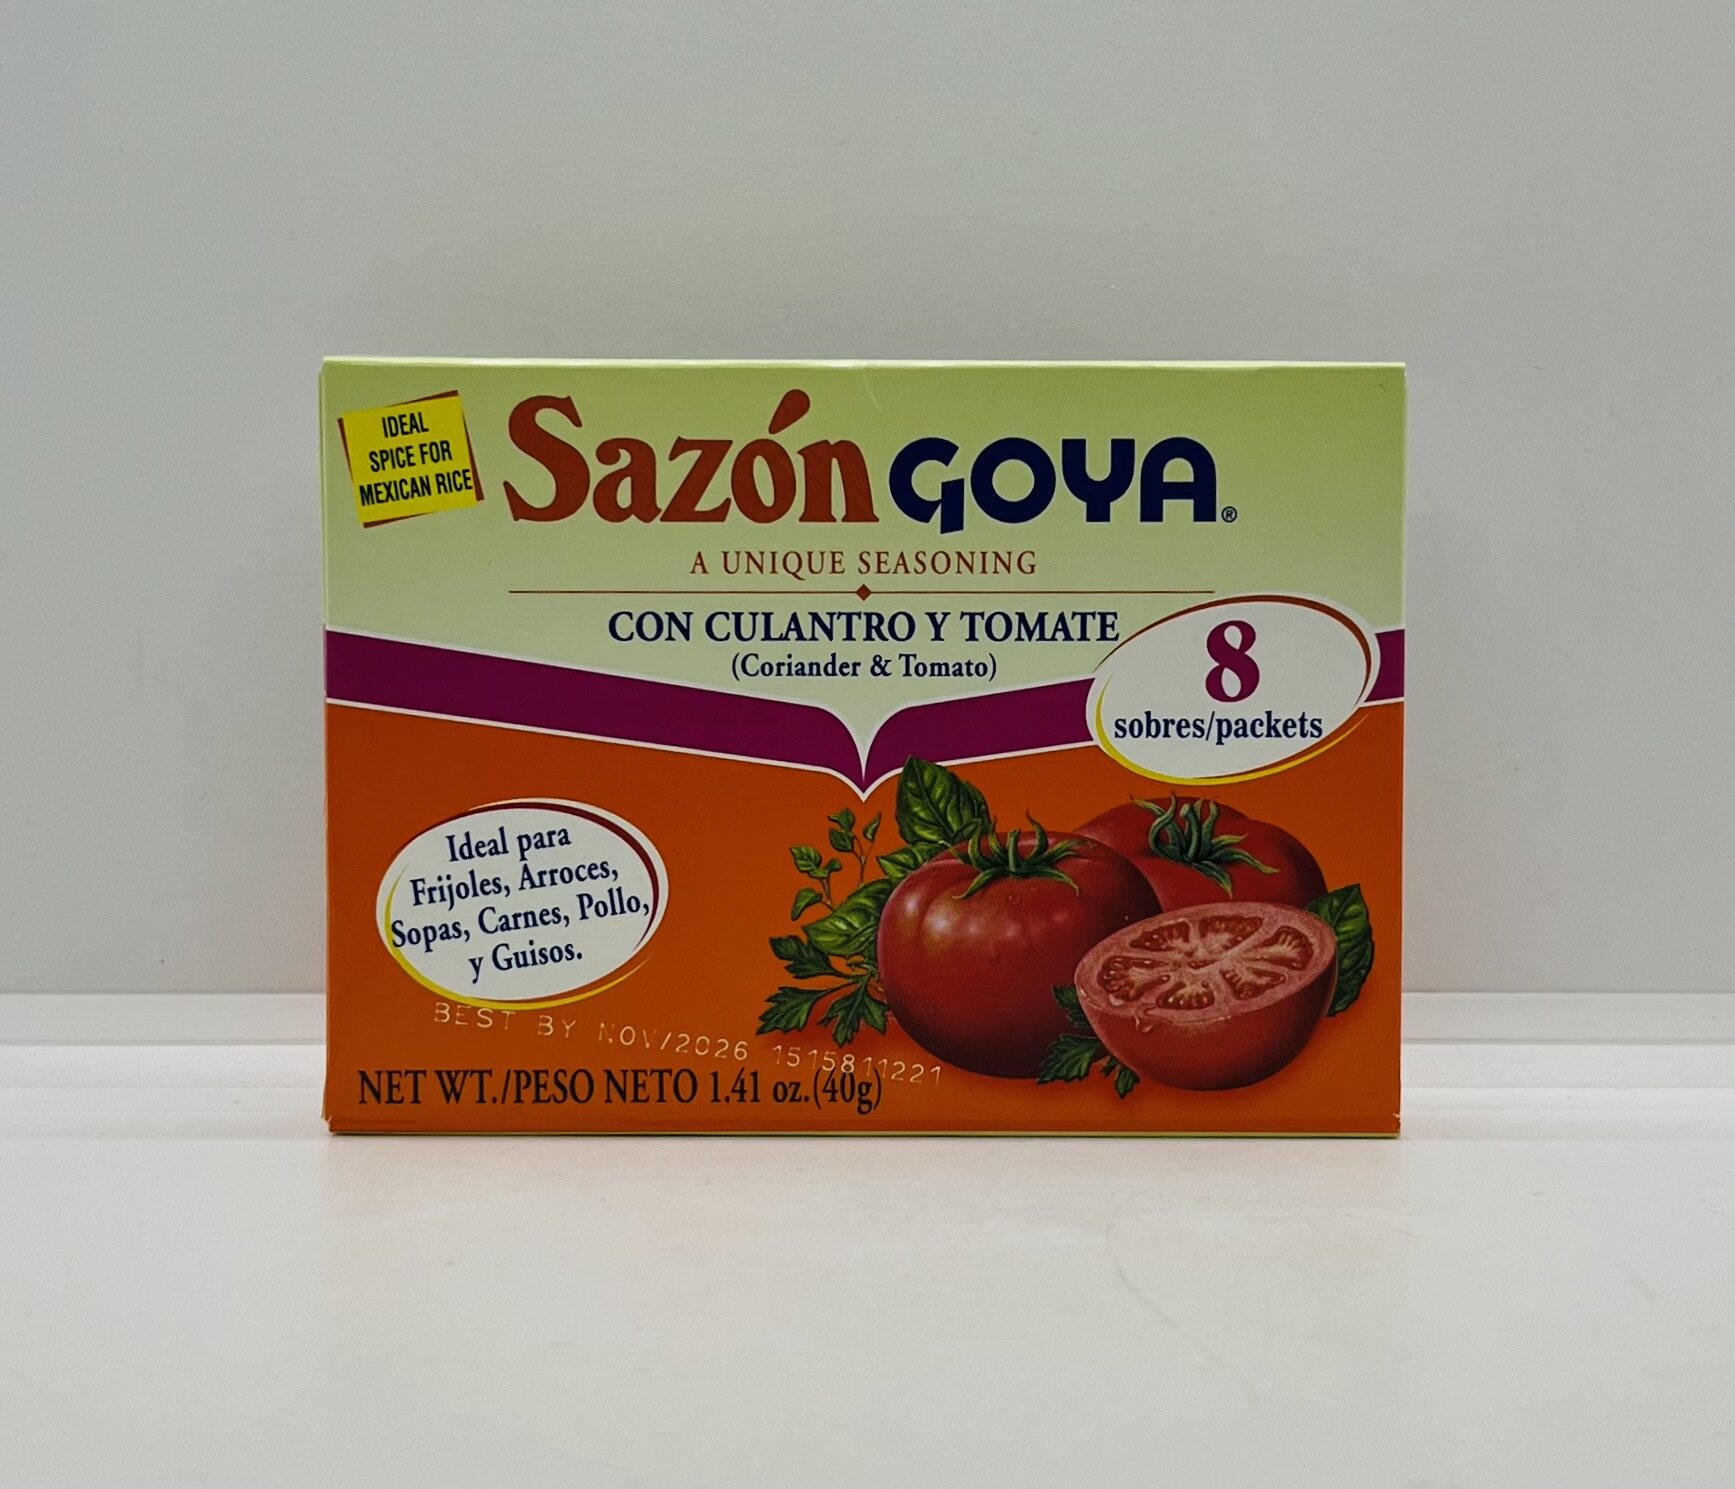 IDEAL
SPICE FOR
MEXICAN RICE
Sazón GOYA®
A UNIQUE SEASONING
CON CULANTRO Y TOMATE
(Coriander & Tomato)
8
sobres/packets
Ideal para
Frijoles, Arroces,
Sopas, Carnes, Pollo,
y Guisos.
BEST BY NOV/2026 1515811221
NET WT./PESO NETO 1.41 oz.(40g)